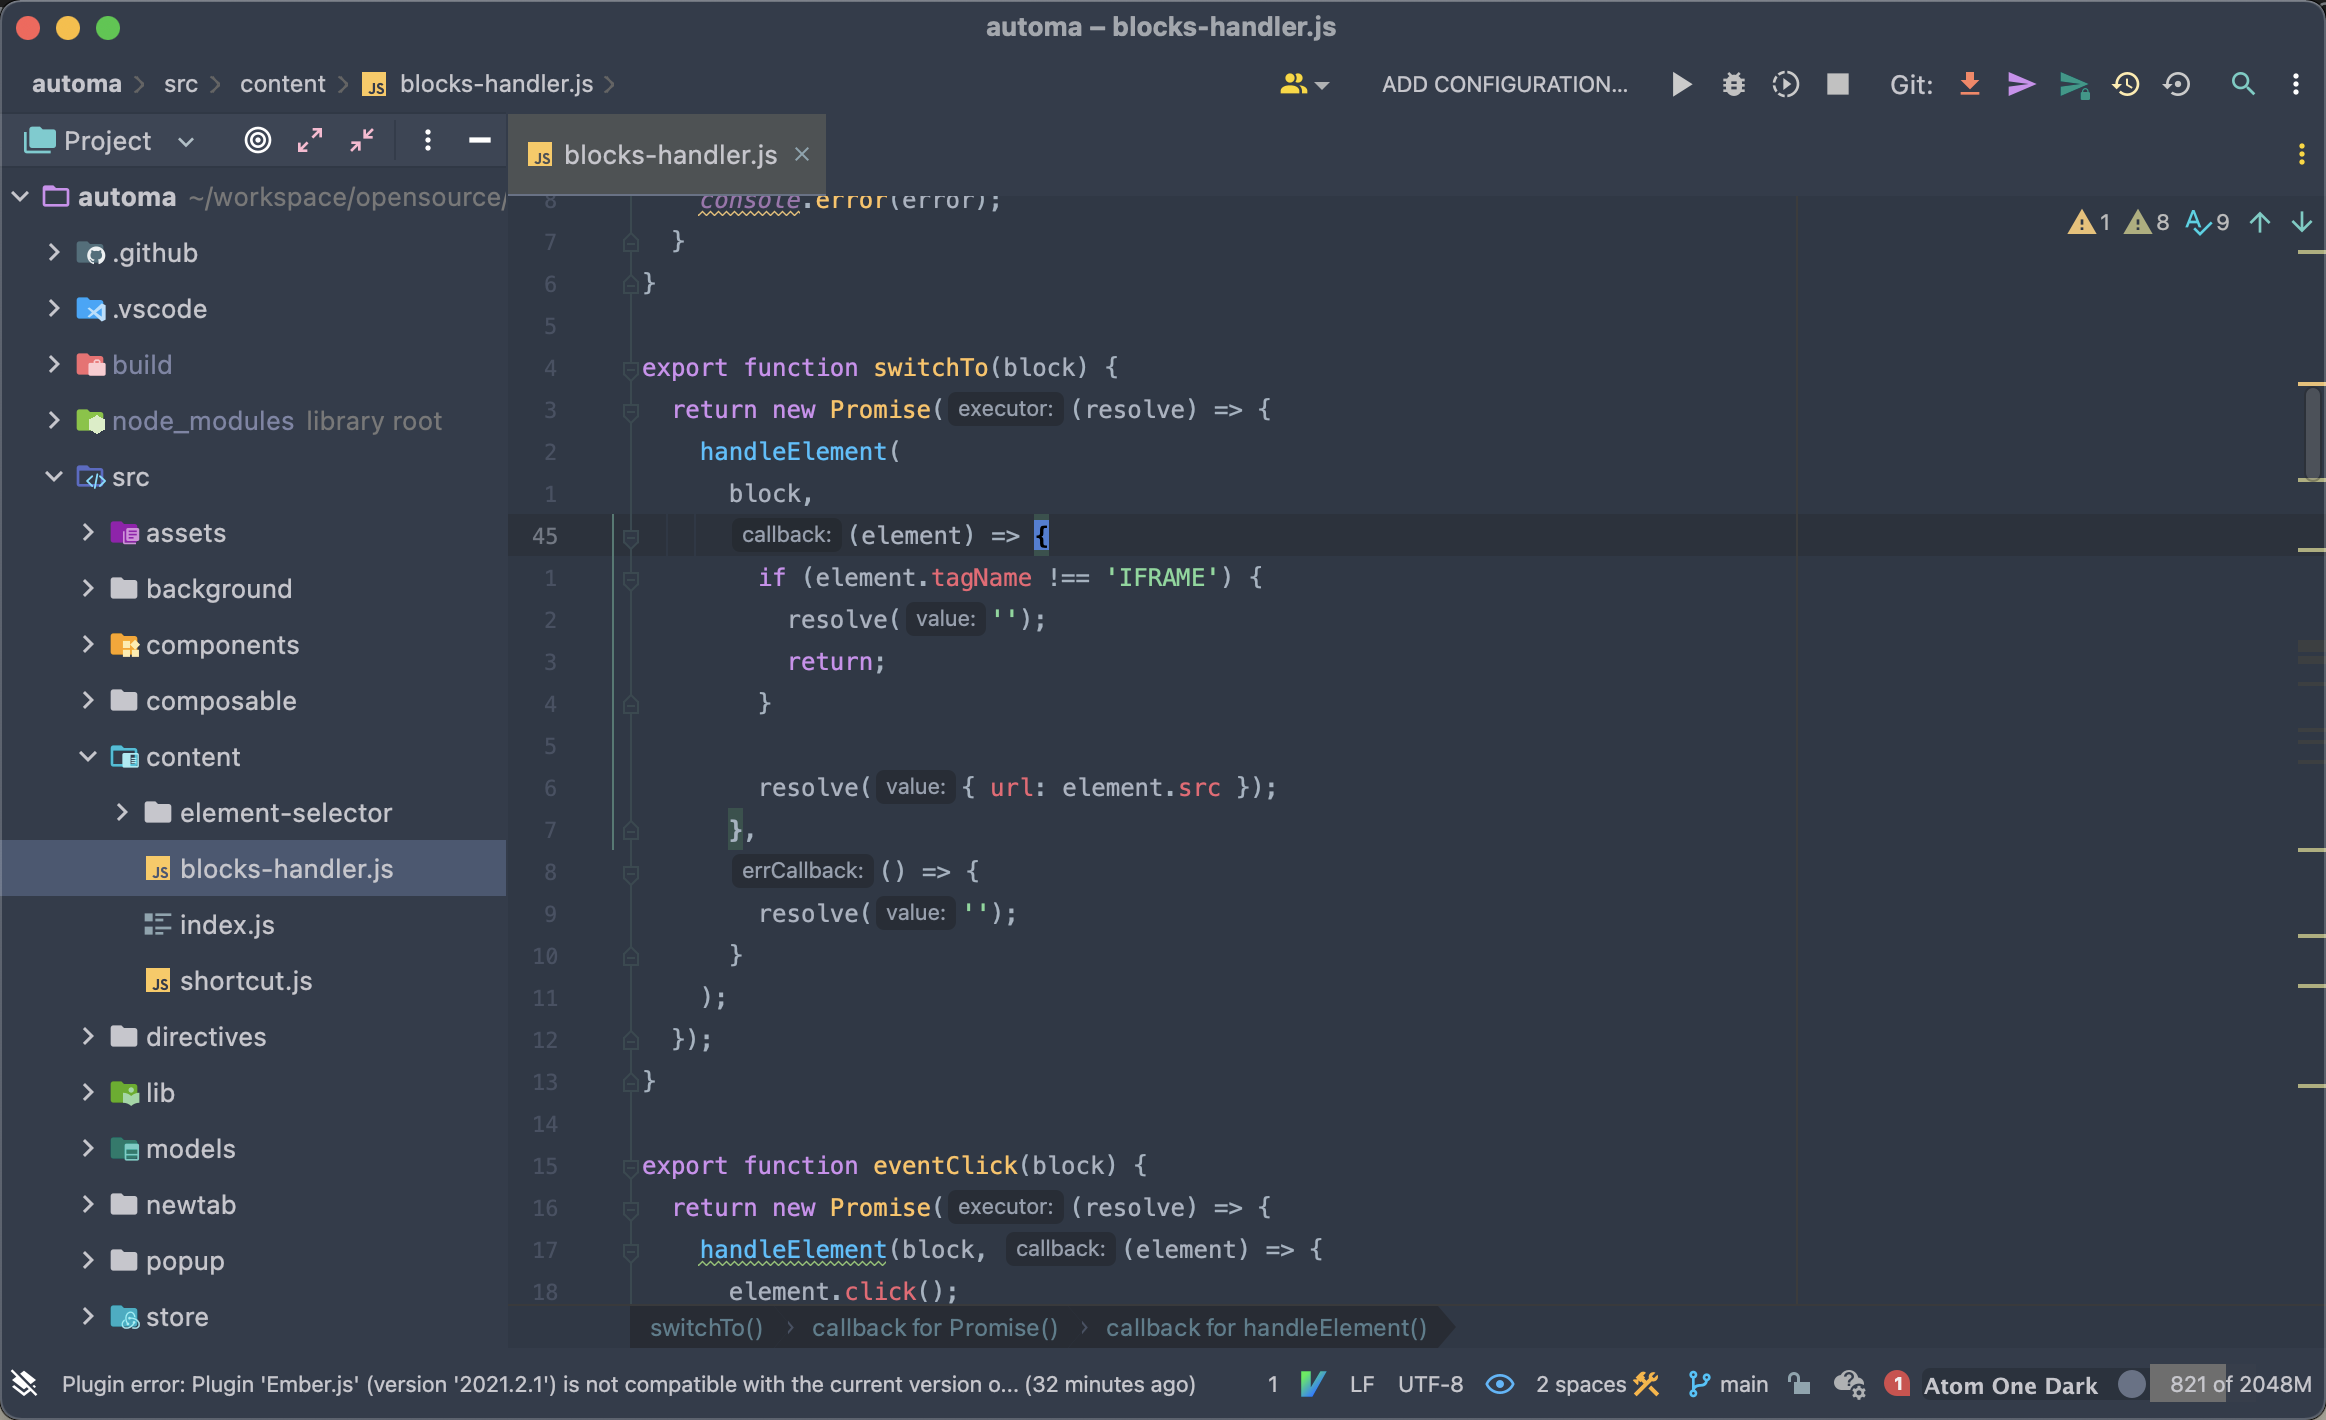 automa – blocks-handler.js
automa src content JS blocks-handler.js ADD CONFIGURATION... Git:
Project
JS blocks-handler.js ×
automa ~/workspace/opensource/
.github
.vscode
build
node_modules library root
src
assets
background
components
composable
content
element-selector
JS blocks-handler.js
index.js
JS shortcut.js
directives
lib
models
newtab
popup
store
1 8 9
8 console.error(error);
7 }
6 }
5
4 export function switchTo(block) {
3 return new Promise( executor: (resolve) => {
2 handleElement(
1 block,
45 callback: (element) => {
1 if (element.tagName !== 'IFRAME') {
2 resolve( value: '');
3 return;
4 }
5
6 resolve( value: { url: element.src });
7 },
8 errCallback: () => {
9 resolve( value: '');
10 }
11 );
12 });
13 }
14
15 export function eventClick(block) {
16 return new Promise( executor: (resolve) => {
17 handleElement(block, callback: (element) => {
18 element.click();
switchTo() › callback for Promise() › callback for handleElement()
Plugin error: Plugin 'Ember.js' (version '2021.2.1') is not compatible with the current version o... (32 minutes ago) 1 LF UTF-8 2 spaces main 1 Atom One Dark 821 of 2048M